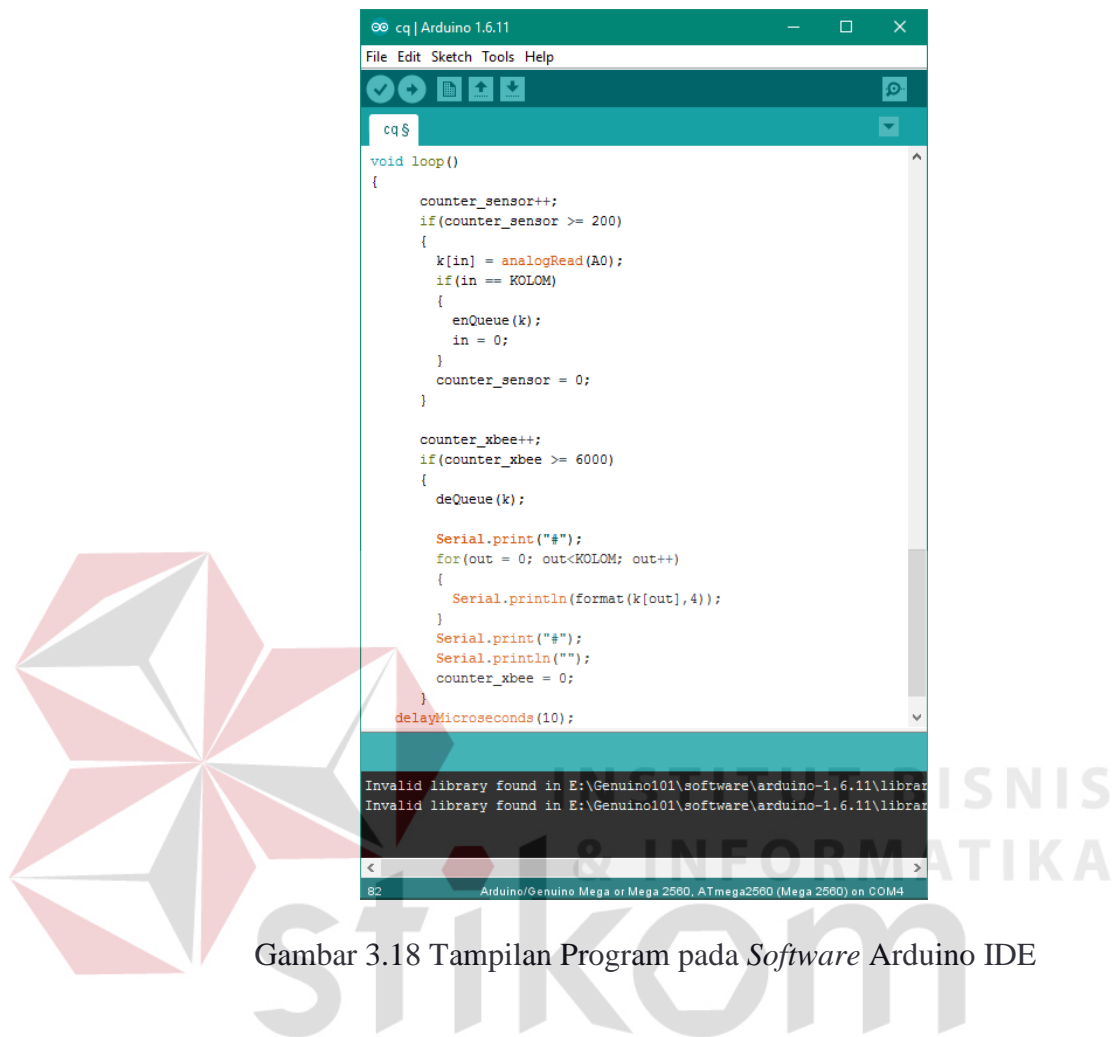 cq | Arduino 1.6.11
File Edit Sketch Tools Help
cq §
void loop()
{
      counter_sensor++;
      if(counter_sensor >= 200)
      {
        k[in] = analogRead(A0);
        if(in == KOLOM)
        {
          enQueue(k);
          in = 0;
        }
        counter_sensor = 0;
      }

      counter_xbee++;
      if(counter_xbee >= 6000)
      {
        deQueue(k);

        Serial.print("#");
        for(out = 0; out<KOLOM; out++)
        {
          Serial.println(format(k[out],4));
        }
        Serial.print("#");
        Serial.println("");
        counter_xbee = 0;
      }
   delayMicroseconds(10);
Invalid library found in E:\Genuino101\software\arduino-1.6.11\librar
Invalid library found in E:\Genuino101\software\arduino-1.6.11\librar
82 Arduino/Genuino Mega or Mega 2560, ATmega2560 (Mega 2560) on COM4
INSTITUT BISNIS
& INFORMATIKA
stikom
Gambar 3.18 Tampilan Program pada Software Arduino IDE